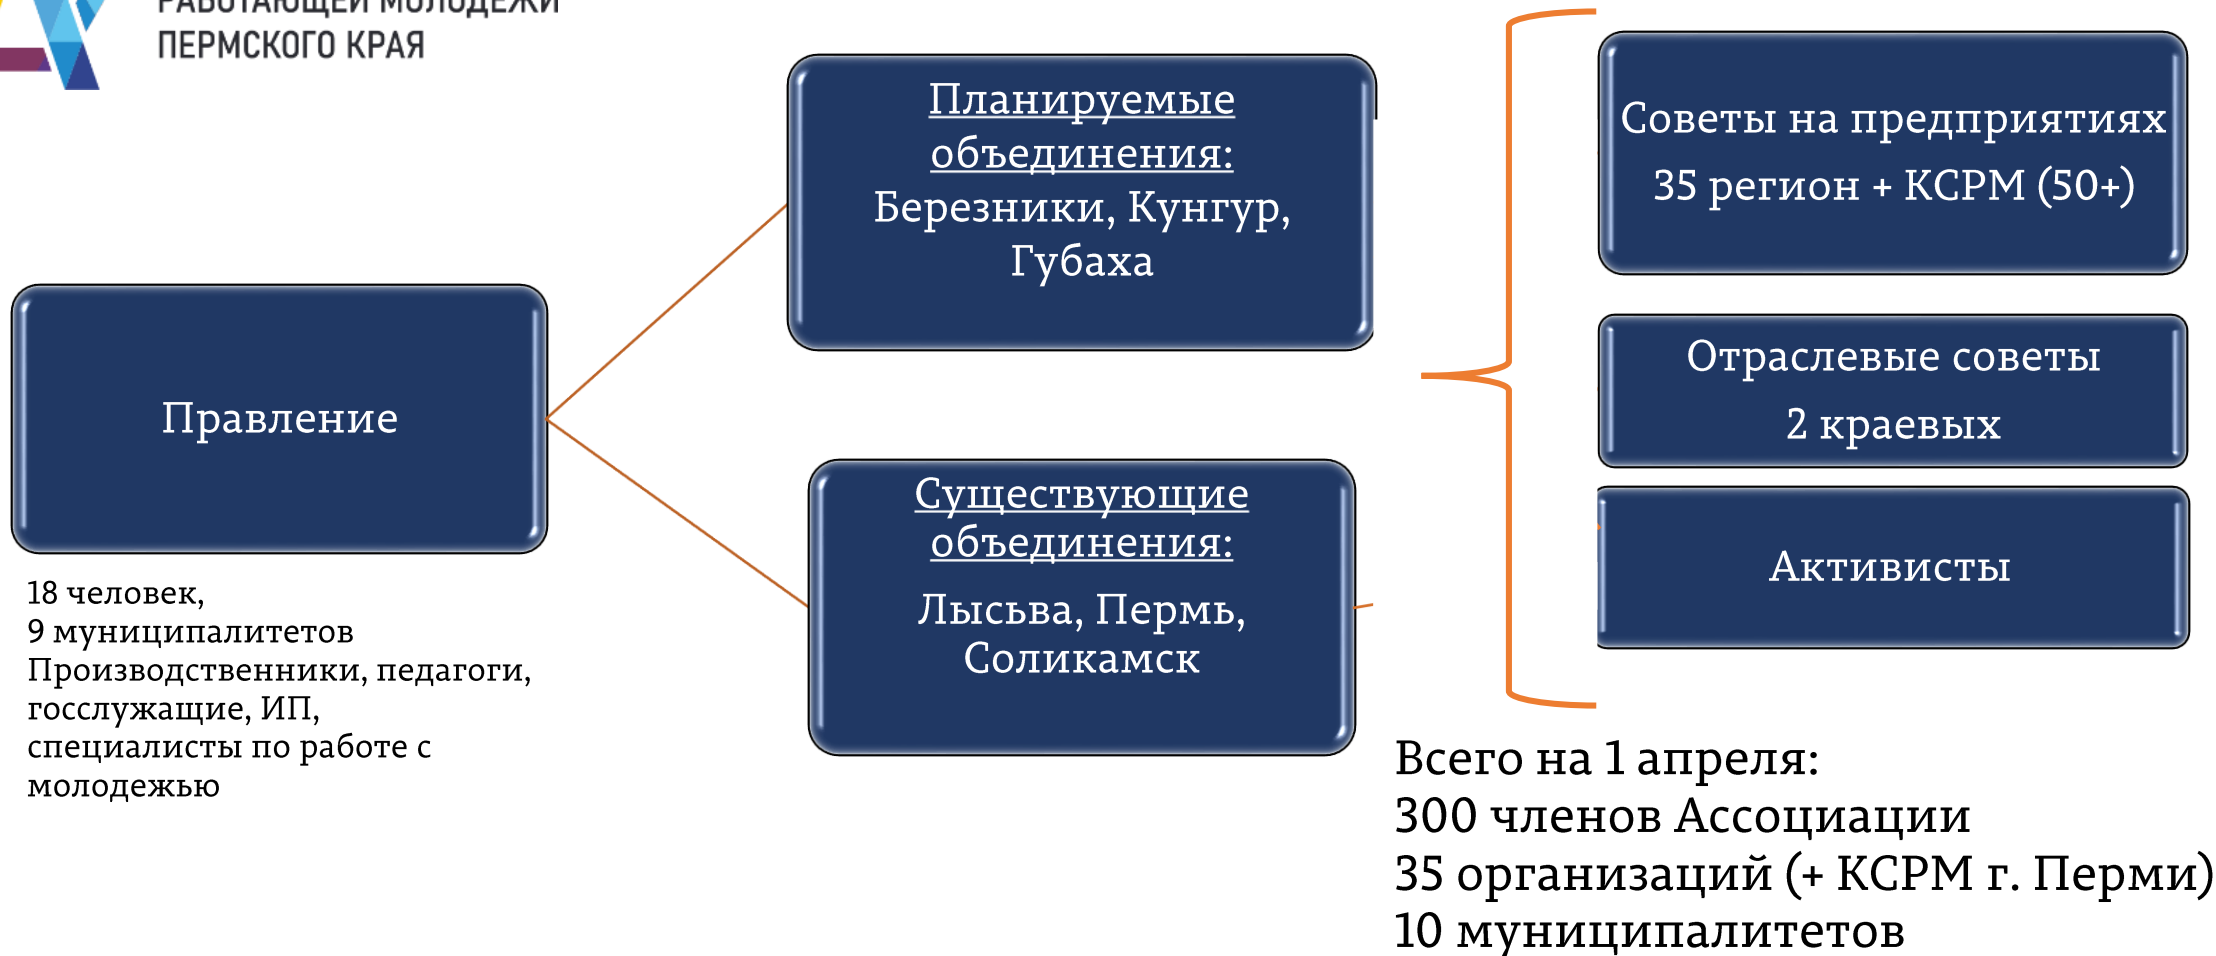 РАБОТАЮЩЕЙ МОЛОДЕЖИ
ПЕРМСКОГО КРАЯ
Правление
18 человек,
9 муниципалитетов
Производственники, педагоги,
госслужащие, ИП,
специалисты по работе с
молодежью
Планируемые
объединения:
Березники, Кунгур,
Губаха
Существующие
объединения:
Лысьва, Пермь,
Соликамск
Советы на предприятиях
35 регион + КСРМ (50+)
Отраслевые советы
2 краевых
Активисты
Всего на 1 апреля:
300 членов Ассоциации
35 организаций (+ КСРМ г. Перми)
10 муниципалитетов